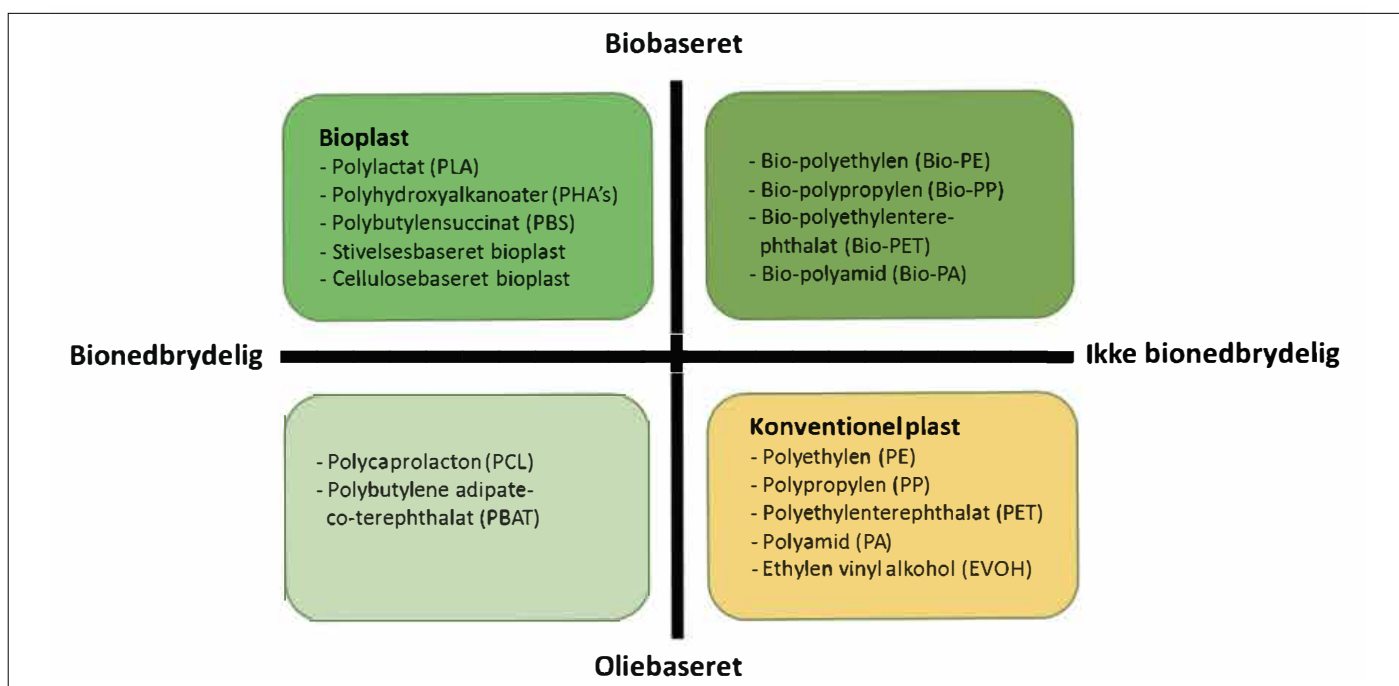 Biobaseret
Bioplast
- Polylactat (PLA)
- Polyhydroxyalkanoater (PHA's)
- Polybutylensuccinat (PBS)
- Stivelsesbaseret bioplast
- Cellulosebaseret bioplast
- Bio-polyethylen (Bio-PE)
- Bio-polypropylen (Bio-PP)
- Bio-polyethylentere-
phthalat (Bio-PET)
- Bio-polyamid (Bio-PA)
Bionedbrydelig
Ikke bionedbrydelig
- Polycaprolacton (PCL)
- Polybutylene adipate-
co-terephthalat (PBAT)
Konventionel plast
- Polyethylen (PE)
- Polypropylen (PP)
- Polyethylenterephthalat (PET)
- Polyamid (PA)
- Ethylen vinyl alkohol (EVOH)
Oliebaseret